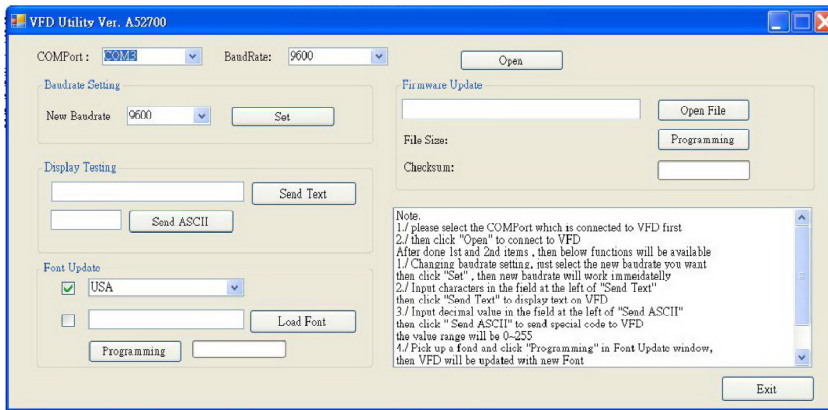 VFD Utility Ver. A52700
COMPort : COM3 BaudRate: 9600 Open
Baudrate Setting
New Baudrate 9600 Set
Display Testing
Send Text
Send ASCII
Font Update
USA
Load Font
Programming
Firmware Update
Open File
File Size: Programming
Checksum:
Note.
1./ please select the COMPort which is connected to VFD first
2./ then click "Open" to connect to VFD
After done 1st and 2nd items , then below functions will be available
1./ Changing baudrate setting, just select the new baudrate you want
then click "Set" , then new baudrate will work immeidatelly
2./ Input characters in the field at the left of "Send Text"
then click "Send Text" to display text on VFD
3./ Input decimal value in the field at the left of "Send ASCII"
then click " Send ASCII" to send special code to VFD
the value range will be 0~255
4./ Pick up a fond and click "Programming" in Font Update window,
then VFD will be updated with new Font
Exit